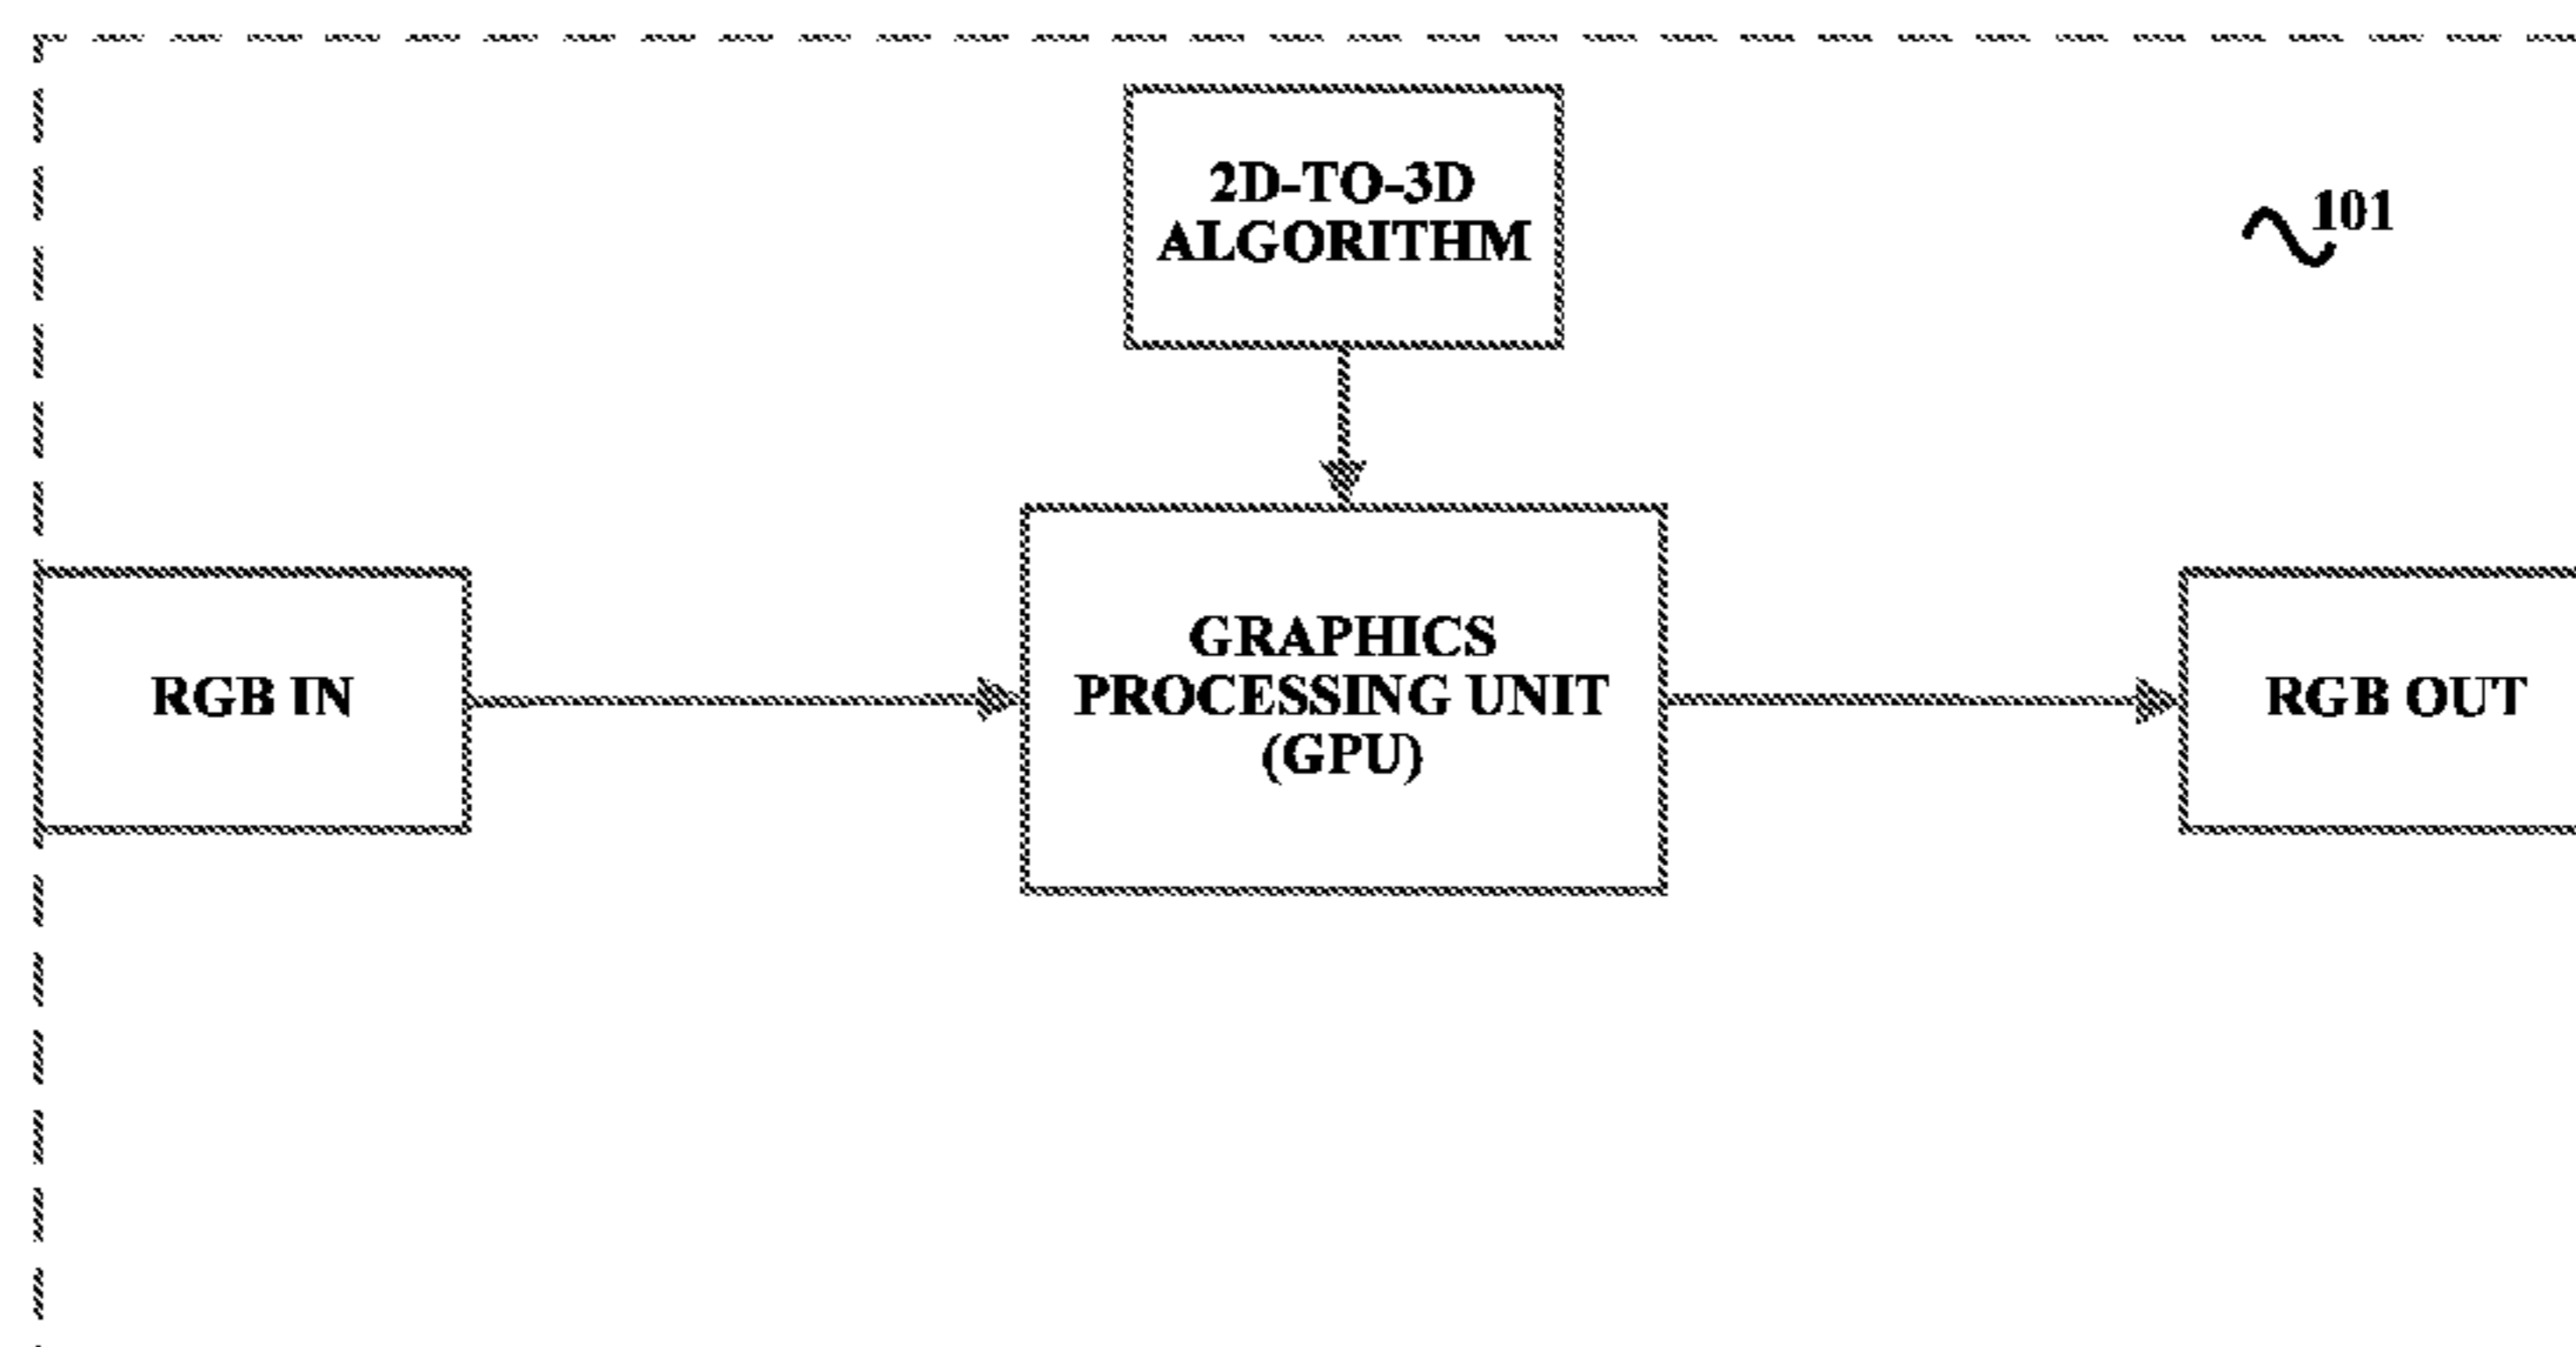 2D-TO-3D
ALGORITHM
101
RGB IN
GRAPHICS
PROCESSING UNIT
(GPU)
RGB OUT